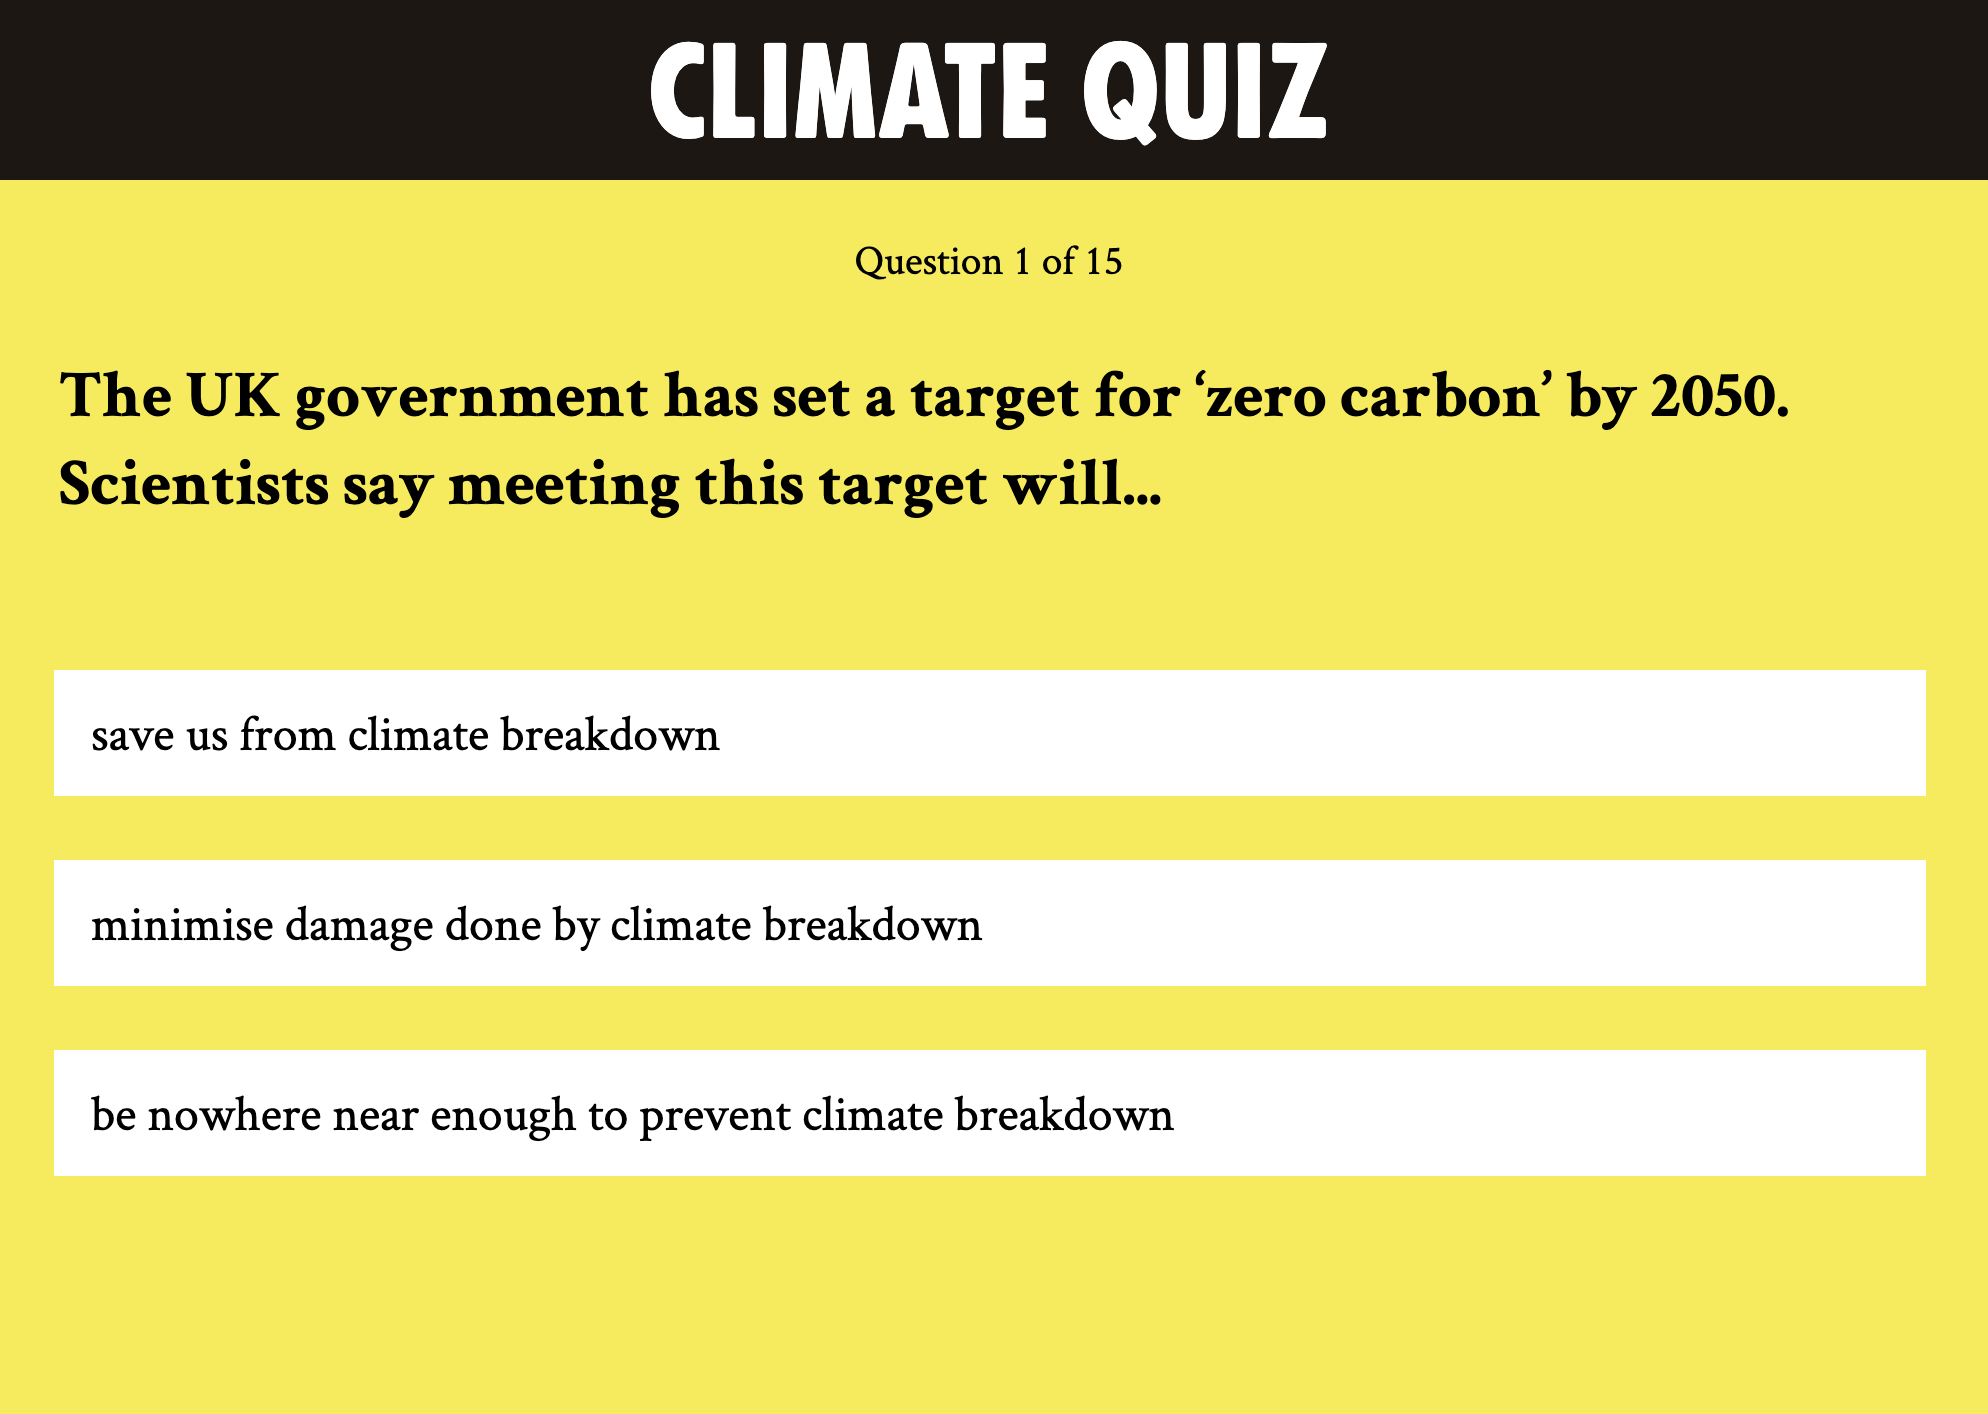 CLIMATE QUIZ
Question 1 of 15
The UK government has set a target for ‘zero carbon’ by 2050.
Scientists say meeting this target will...
save us from climate breakdown
minimise damage done by climate breakdown
be nowhere near enough to prevent climate breakdown